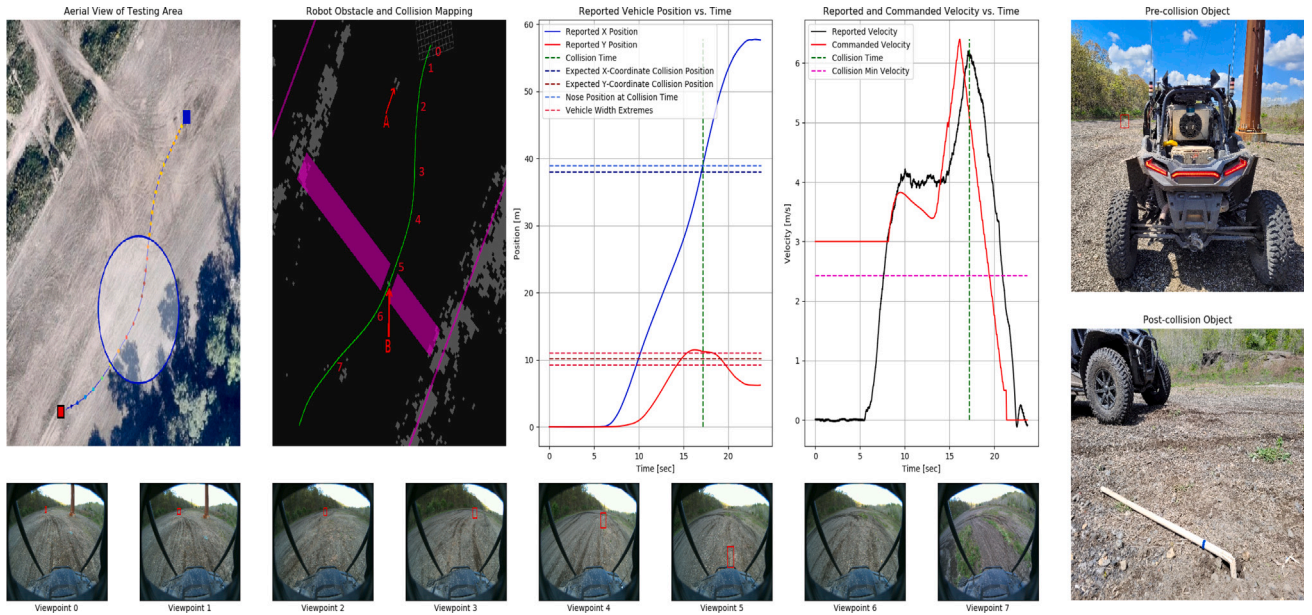 Aerial View of Testing Area
Robot Obstacle and Collision Mapping
0
1
2
A
3
4
5
6
B
7
Reported Vehicle Position vs. Time
Reported X Position
Reported Y Position
Collision Time
Expected X-Coordinate Collision Position
Expected Y-Coordinate Collision Position
Nose Position at Collision Time
Vehicle Width Extremes
Position [m]
60
50
40
30
20
10
0
0 5 10 15 20
Time [sec]
Reported and Commanded Velocity vs. Time
Reported Velocity
Commanded Velocity
Collision Time
Collision Min Velocity
Velocity [m/s]
6
5
4
3
2
1
0
0 5 10 15 20
Time [sec]
Pre-collision Object
Post-collision Object
Viewpoint 0
Viewpoint 1
Viewpoint 2
Viewpoint 3
Viewpoint 4
Viewpoint 5
Viewpoint 6
Viewpoint 7